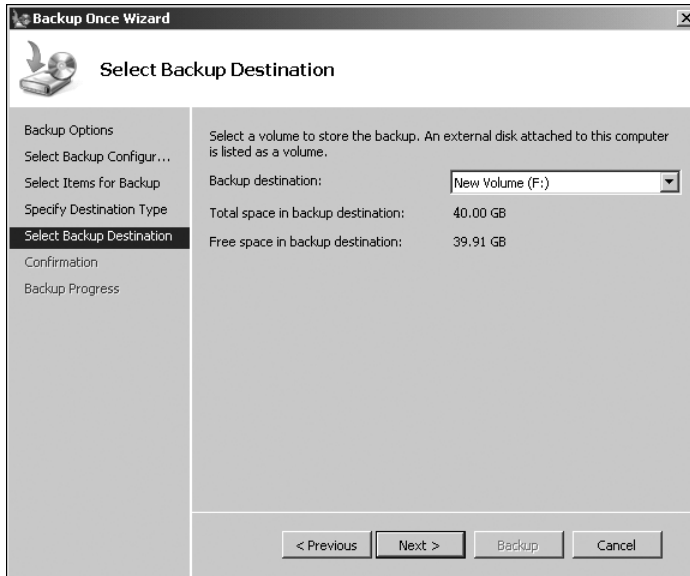 Backup Once Wizard
Select Backup Destination
Backup Options
Select Backup Configur...
Select Items for Backup
Specify Destination Type
Select Backup Destination
Confirmation
Backup Progress
Select a volume to store the backup. An external disk attached to this computer
is listed as a volume.
Backup destination: New Volume (F:)
Total space in backup destination: 40.00 GB
Free space in backup destination: 39.91 GB
< Previous Next > Backup Cancel